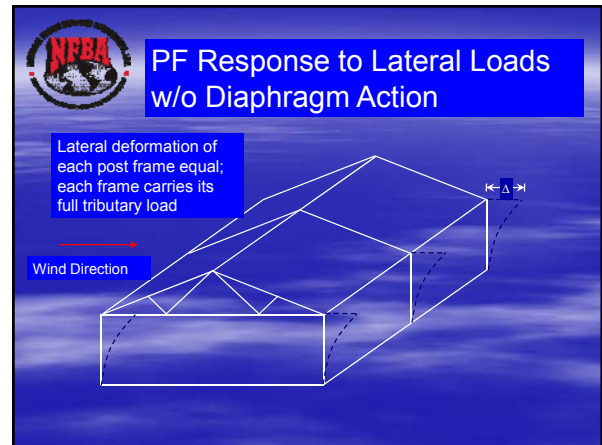 NFBA
PF Response to Lateral Loads
w/o Diaphragm Action
Lateral deformation of
each post frame equal;
each frame carries its
full tributary load
Δ
Wind Direction